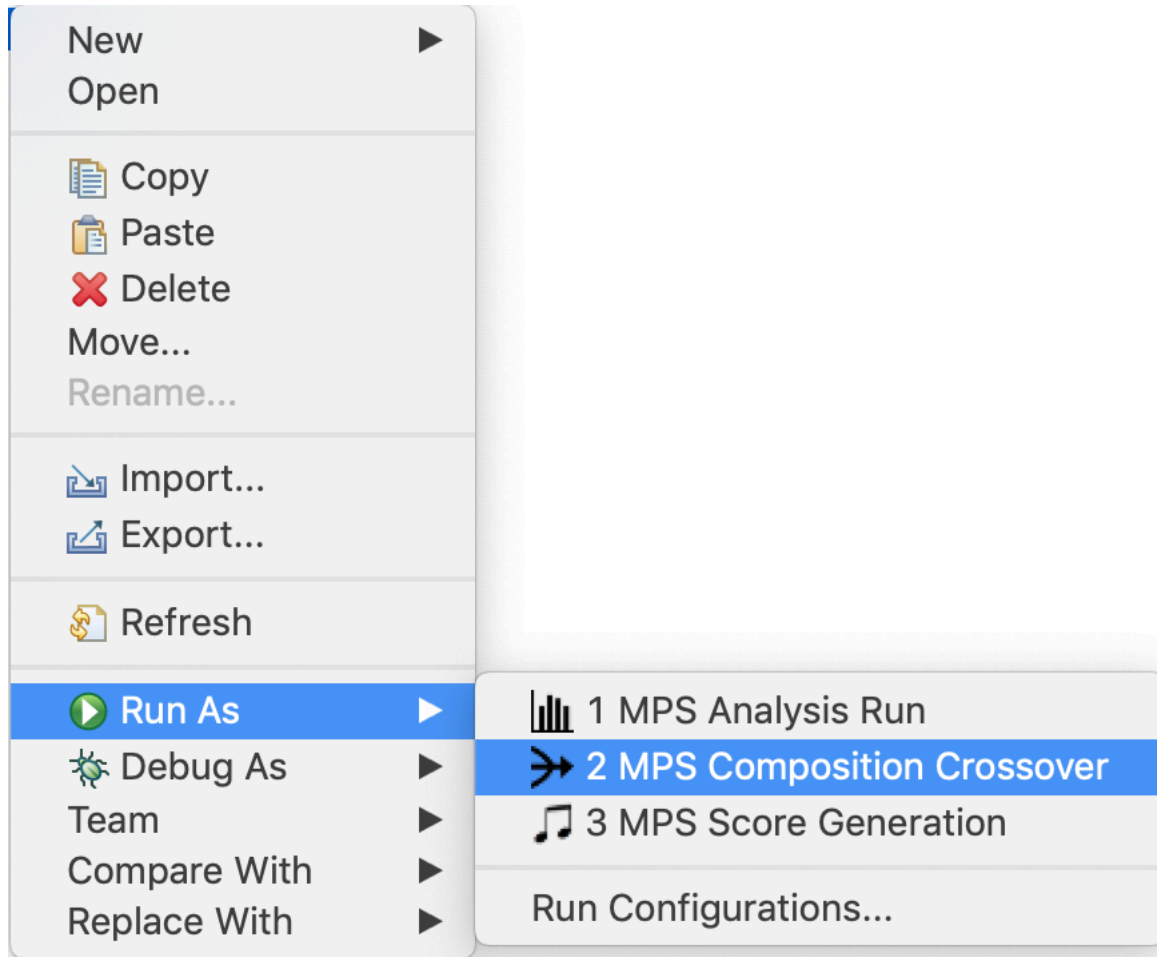 New
Open
Copy
Paste
Delete
Move...
Rename...
Import...
Export...
Refresh
Run As
Debug As
Team
Compare With
Replace With
1 MPS Analysis Run
2 MPS Composition Crossover
3 MPS Score Generation
Run Configurations...